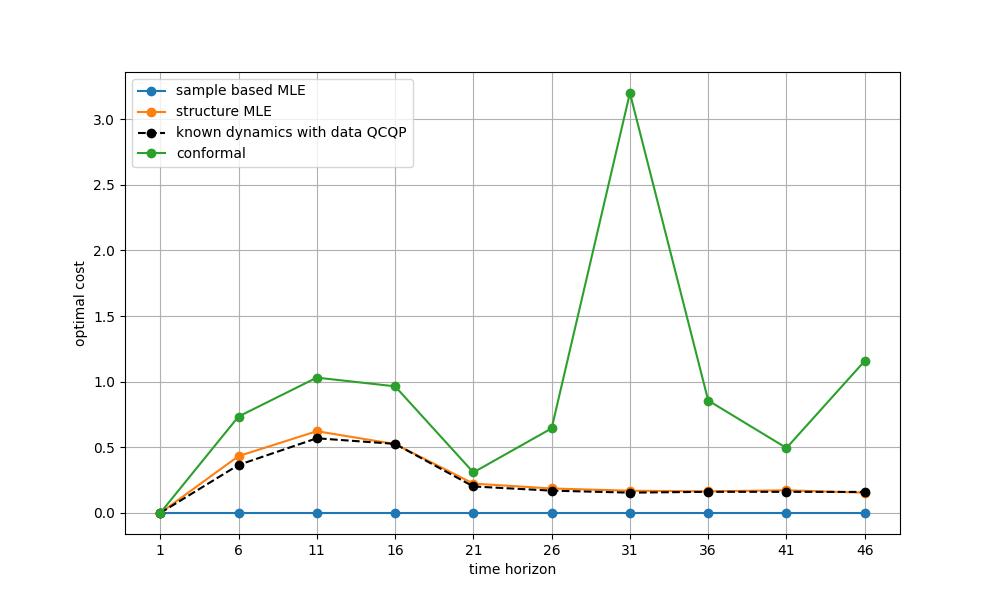 sample based MLE
structure MLE
known dynamics with data QCQP
conformal
optimal cost
3.0
2.5
2.0
1.5
1.0
0.5
0.0
1 6 11 16 21 26 31 36 41 46
time horizon